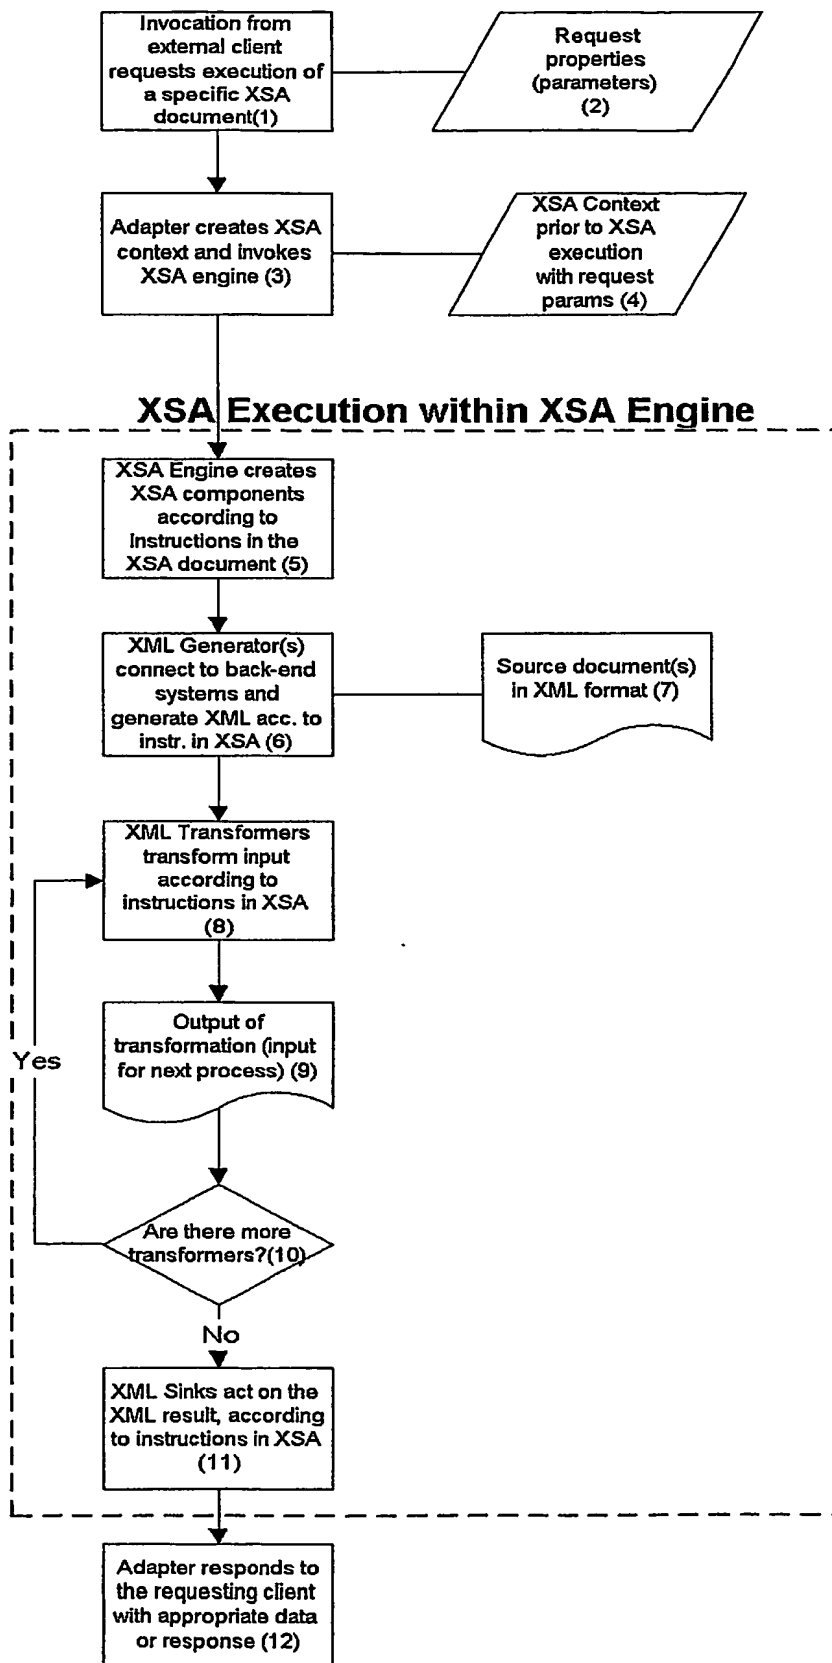 Invocation from
external client
requests execution of
a specific XSA
document(1)
Request
properties
(parameters)
(2)
Adapter creates XSA
context and invokes
XSA engine (3)
XSA Context
prior to XSA
execution
with request
params (4)
XSA Execution within XSA Engine
XSA Engine creates
XSA components
according to
Instructions in the
XSA document (5)
XML Generator(s)
connect to back-end
systems and
generate XML acc. to
instr. in XSA (6)
Source document(s)
in XML format (7)
XML Transformers
transform input
according to
instructions in XSA
(8)
Output of
transformation (input
for next process) (9)
Yes
Are there more
transformers?(10)
No
XML Sinks act on the
XML result, according
to instructions in XSA
(11)
Adapter responds to
the requesting client
with appropriate data
or response (12)